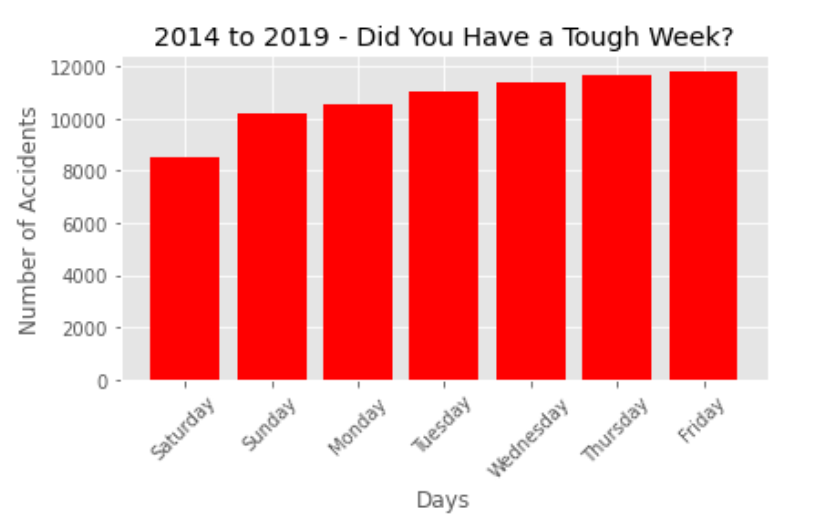 2014 to 2019 - Did You Have a Tough Week?
12000
10000
8000
6000
4000
2000
0
Number of Accidents
Saturday
Sunday
Monday
Tuesday
Wednesday
Thursday
Friday
Days